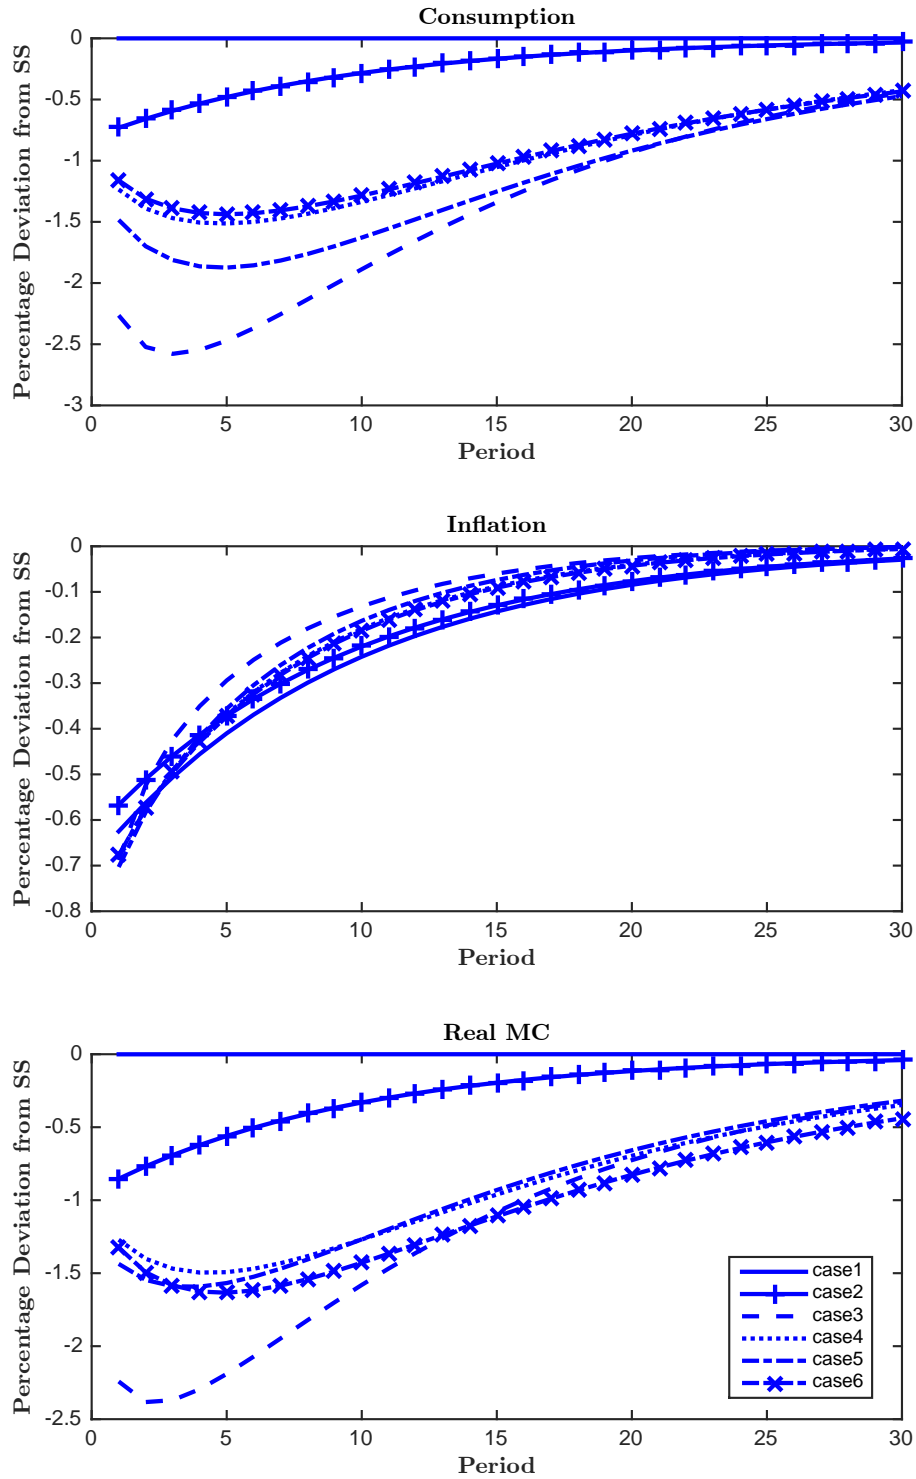 Consumption
0
-0.5
-1
-1.5
-2
-2.5
-3
Percentage Deviation from SS
0 5 10 15 20 25 30
Period
Inflation
0
-0.1
-0.2
-0.3
-0.4
-0.5
-0.6
-0.7
-0.8
Percentage Deviation from SS
0 5 10 15 20 25 30
Period
Real MC
0
-0.5
-1
-1.5
-2
-2.5
Percentage Deviation from SS
case1
case2
case3
case4
case5
case6
0 5 10 15 20 25 30
Period